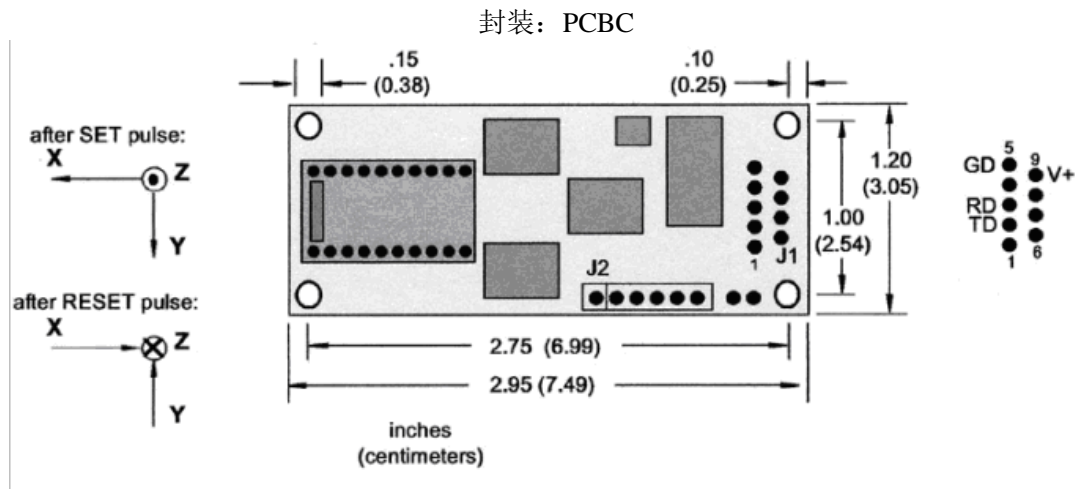 封装：PCBC
.15
(0.38)
.10
(0.25)
after SET pulse:
X
Z
Y
1.20
(3.05)
1.00
(2.54)
5
9
GD
V+
RD
TD
1
6
1
J1
J2
after RESET pulse:
X
Z
Y
2.75 (6.99)
2.95 (7.49)
inches
(centimeters)